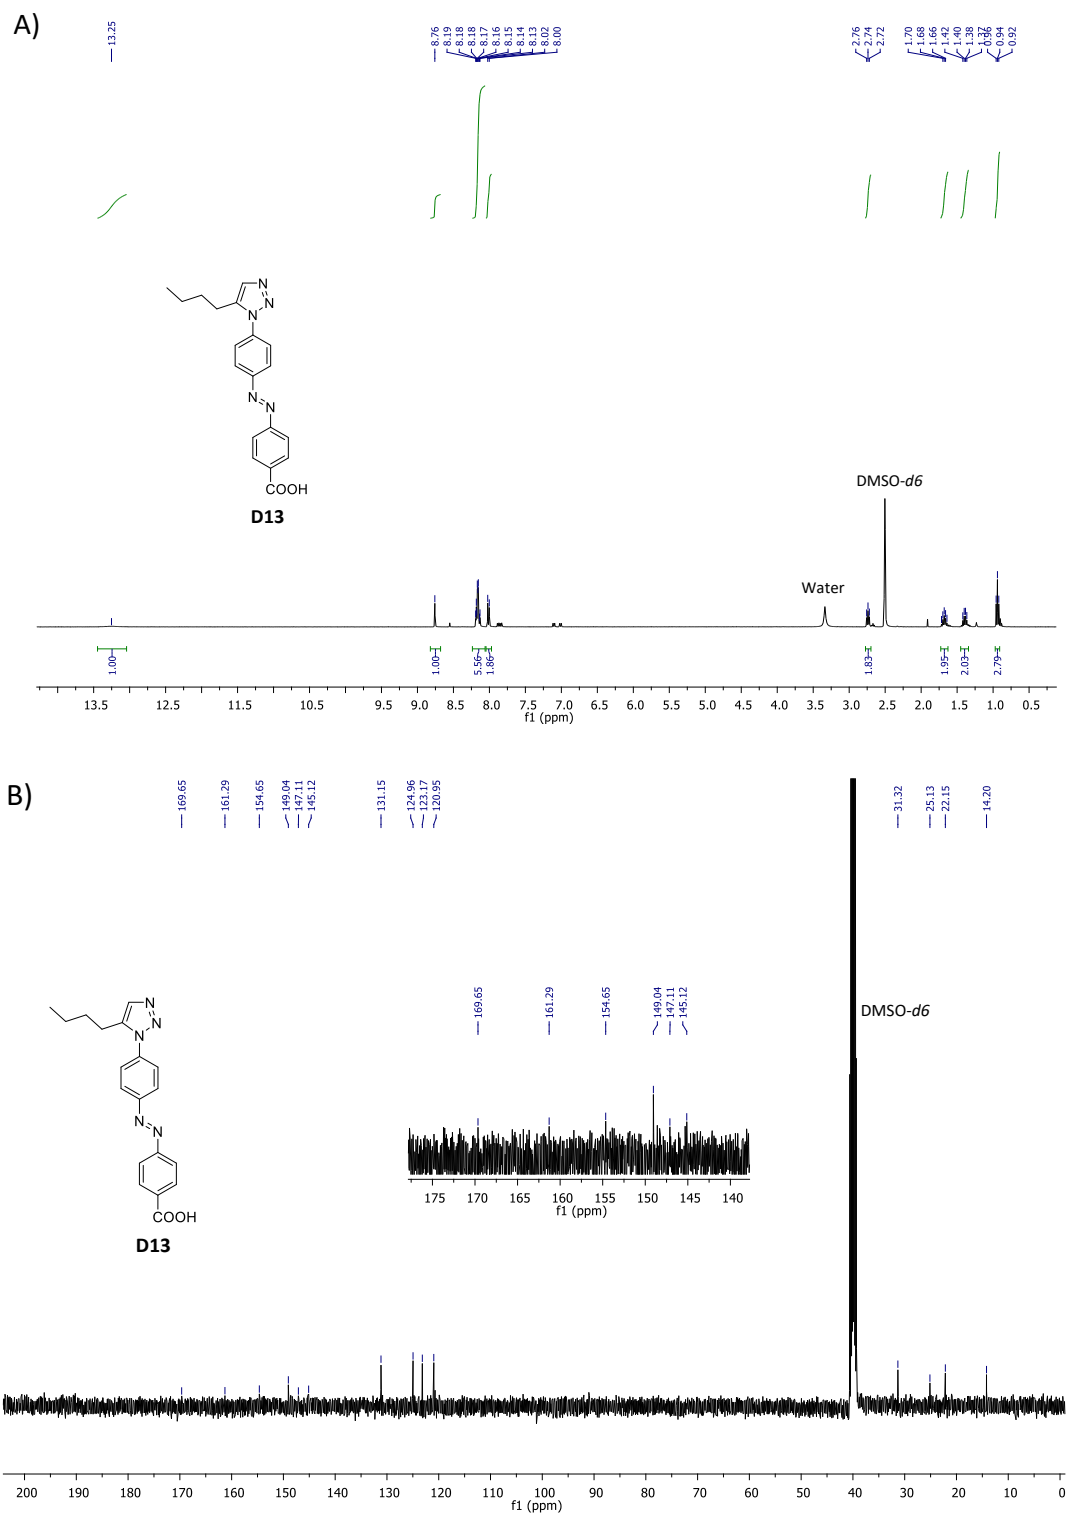 A)
13.25
8.76
8.19
8.18
8.18
8.17
8.16
8.15
8.14
8.13
8.02
8.00
2.76
2.74
2.72
1.70
1.68
1.66
1.42
1.40
1.38
1.37
0.96
0.94
0.92
N
N
N
N
N
COOH
D13
DMSO-d6
Water
1.00
1.00
5.56
1.86
1.83
1.95
2.03
2.79
13.5 12.5 11.5 10.5 9.5 9.0 8.5 8.0 7.5 7.0 6.5 6.0 5.5 5.0 4.5 4.0 3.5 3.0 2.5 2.0 1.5 1.0 0.5
f1 (ppm)
B)
169.65
161.29
154.65
149.04
147.11
145.12
131.15
124.96
123.17
120.95
31.32
25.13
22.15
14.20
169.65
161.29
154.65
149.04
147.11
145.12
N
N
N
N
N
COOH
D13
DMSO-d6
175 170 165 160 155 150 145 140
f1 (ppm)
200 190 180 170 160 150 140 130 120 110 100 90 80 70 60 50 40 30 20 10 0
f1 (ppm)